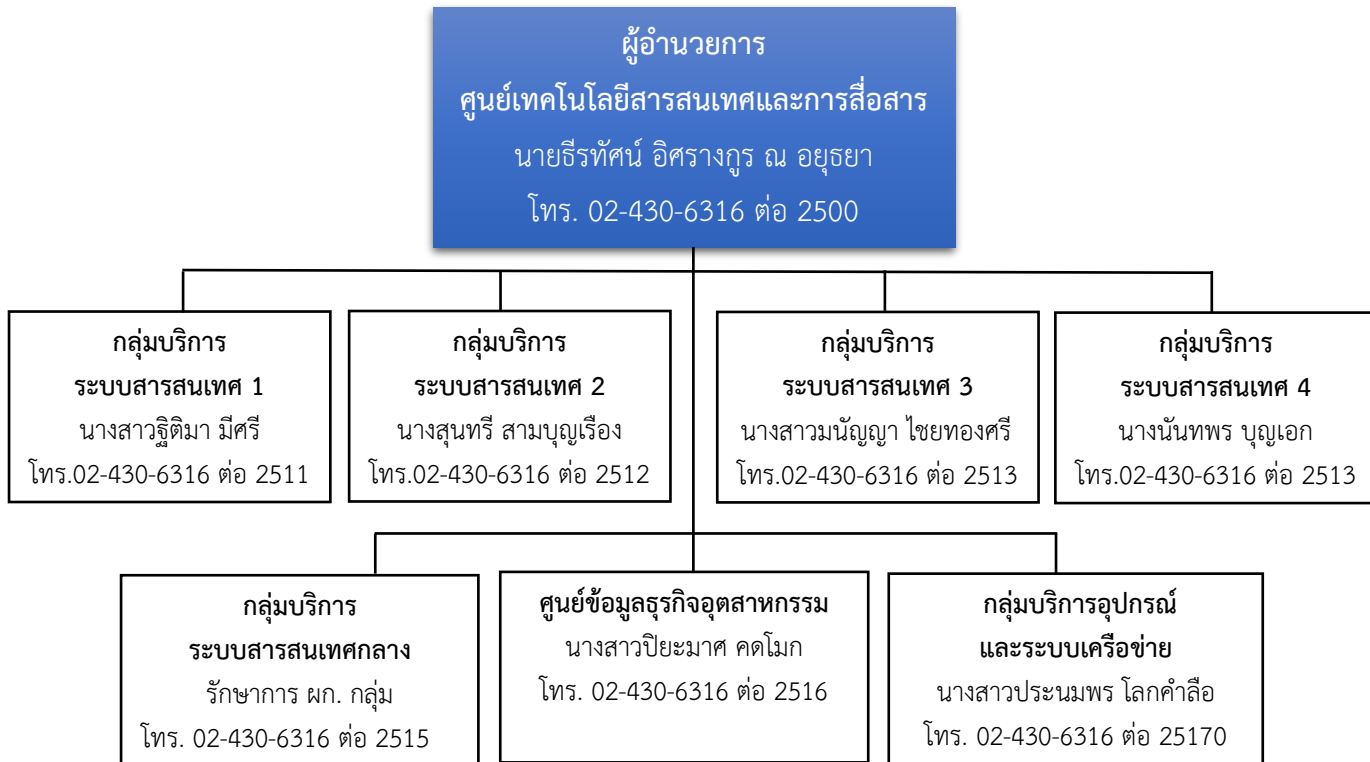 ผู้อำนวยการ
ศูนย์เทคโนโลยีสารสนเทศและการสื่อสาร
นายธีรทัศน์ อิศรางกูร ณ อยุธยา
โทร. 02-430-6316 ต่อ 2500
กลุ่มบริการ
ระบบสารสนเทศ 1
นางสาวฐิติมา มีศรี
โทร.02-430-6316 ต่อ 2511
กลุ่มบริการ
ระบบสารสนเทศ 2
นางสุนทรี สามบุญเรือง
โทร.02-430-6316 ต่อ 2512
กลุ่มบริการ
ระบบสารสนเทศ 3
นางสาวมนัญญา ไชยทองศรี
โทร.02-430-6316 ต่อ 2513
กลุ่มบริการ
ระบบสารสนเทศ 4
นางนันทพร บุญเอก
โทร.02-430-6316 ต่อ 2513
กลุ่มบริการ
ระบบสารสนเทศกลาง
รักษาการ ผก. กลุ่ม
โทร. 02-430-6316 ต่อ 2515
ศูนย์ข้อมูลธุรกิจอุตสาหกรรม
นางสาวปิยะมาศ คดโมก
โทร. 02-430-6316 ต่อ 2516
กลุ่มบริการอุปกรณ์
และระบบเครือข่าย
นางสาวประนมพร โลกคำลือ
โทร. 02-430-6316 ต่อ 25170